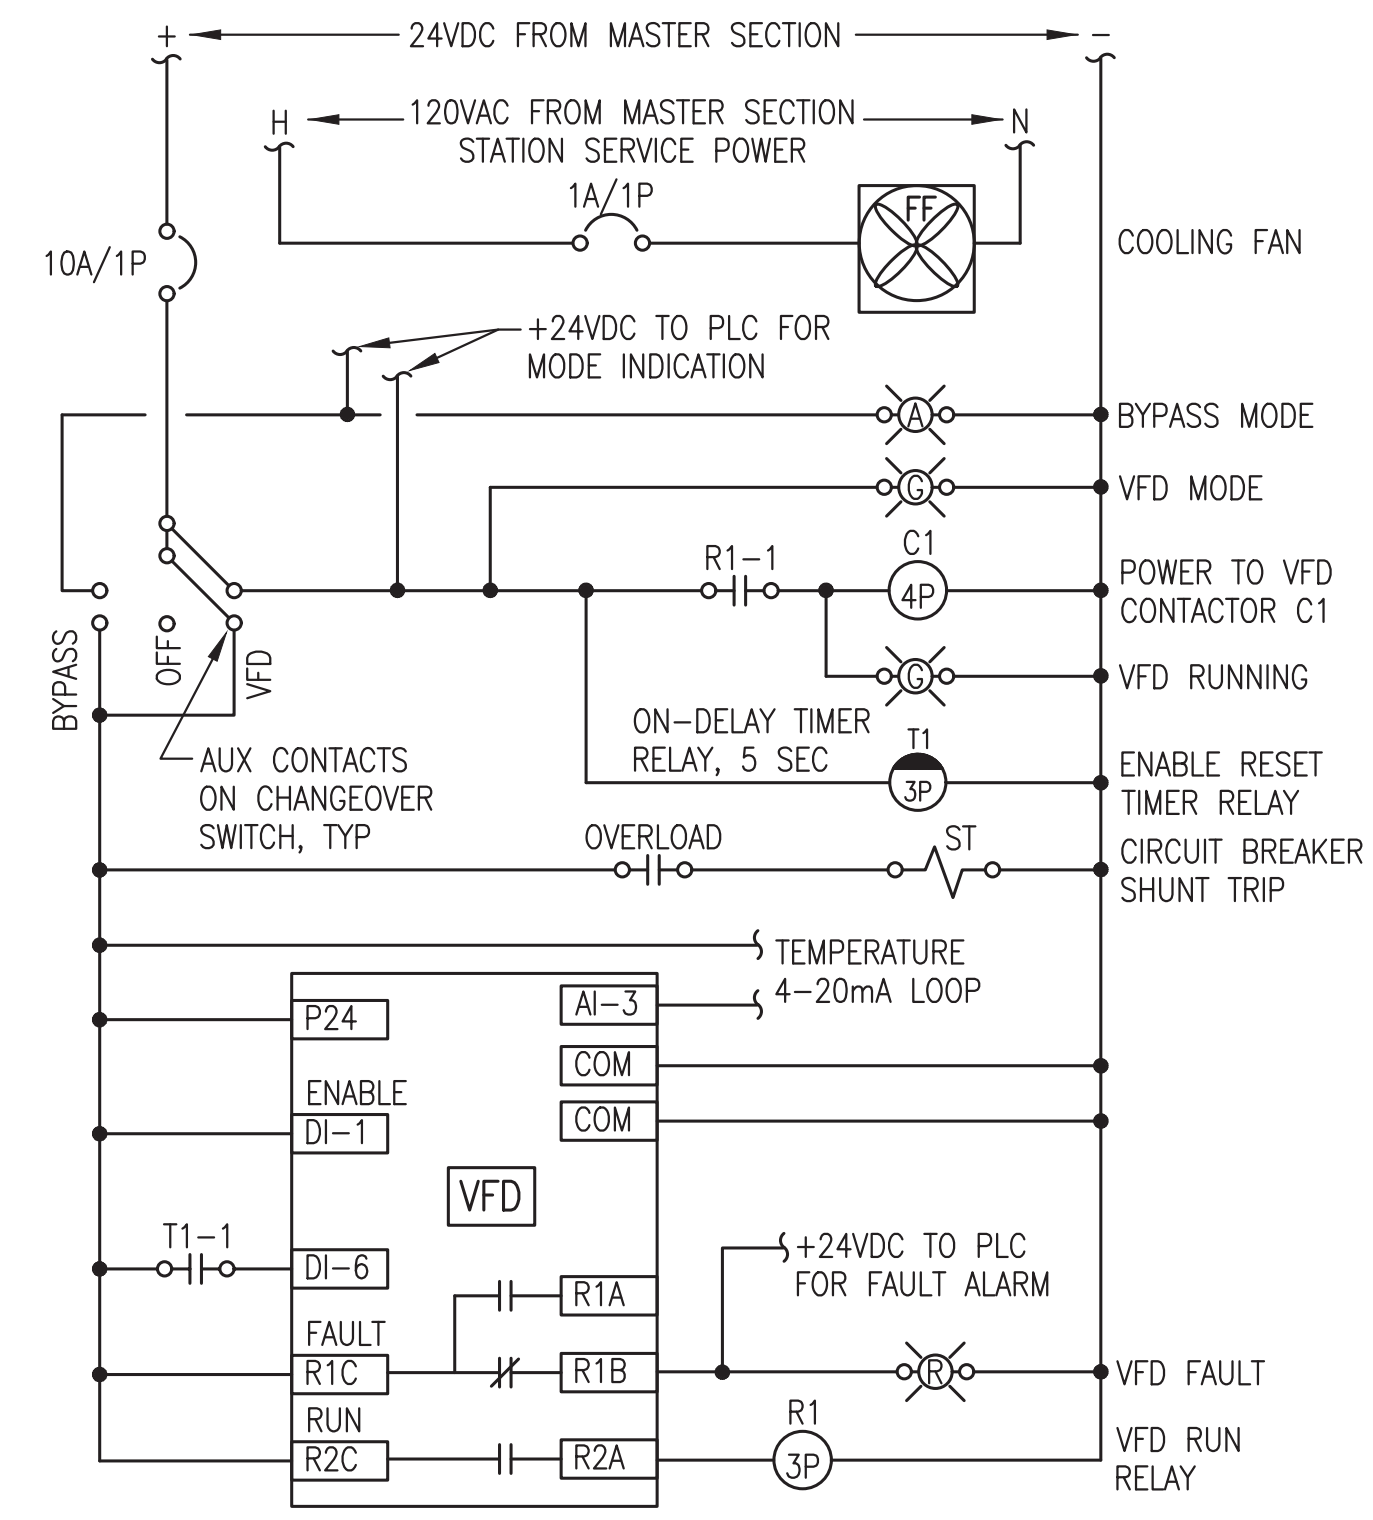 + 24VDC FROM MASTER SECTION −
H 120VAC FROM MASTER SECTION N
STATION SERVICE POWER
1A/1P
FF
10A/1P
COOLING FAN
+24VDC TO PLC FOR
MODE INDICATION
A
BYPASS MODE
G
VFD MODE
R1−1
C1
4P
POWER TO VFD
CONTACTOR C1
BYPASS
OFF
VFD
G
VFD RUNNING
ON−DELAY TIMER
RELAY, 5 SEC
T1
3P
ENABLE RESET
TIMER RELAY
AUX CONTACTS
ON CHANGEOVER
SWITCH, TYP
OVERLOAD
ST
CIRCUIT BREAKER
SHUNT TRIP
TEMPERATURE
4−20mA LOOP
P24
AI−3
COM
ENABLE
DI−1
COM
VFD
T1−1
DI−6
+24VDC TO PLC
FOR FAULT ALARM
R1A
FAULT
R1C
R1B
R
VFD FAULT
RUN
R2C
R2A
R1
3P
VFD RUN
RELAY